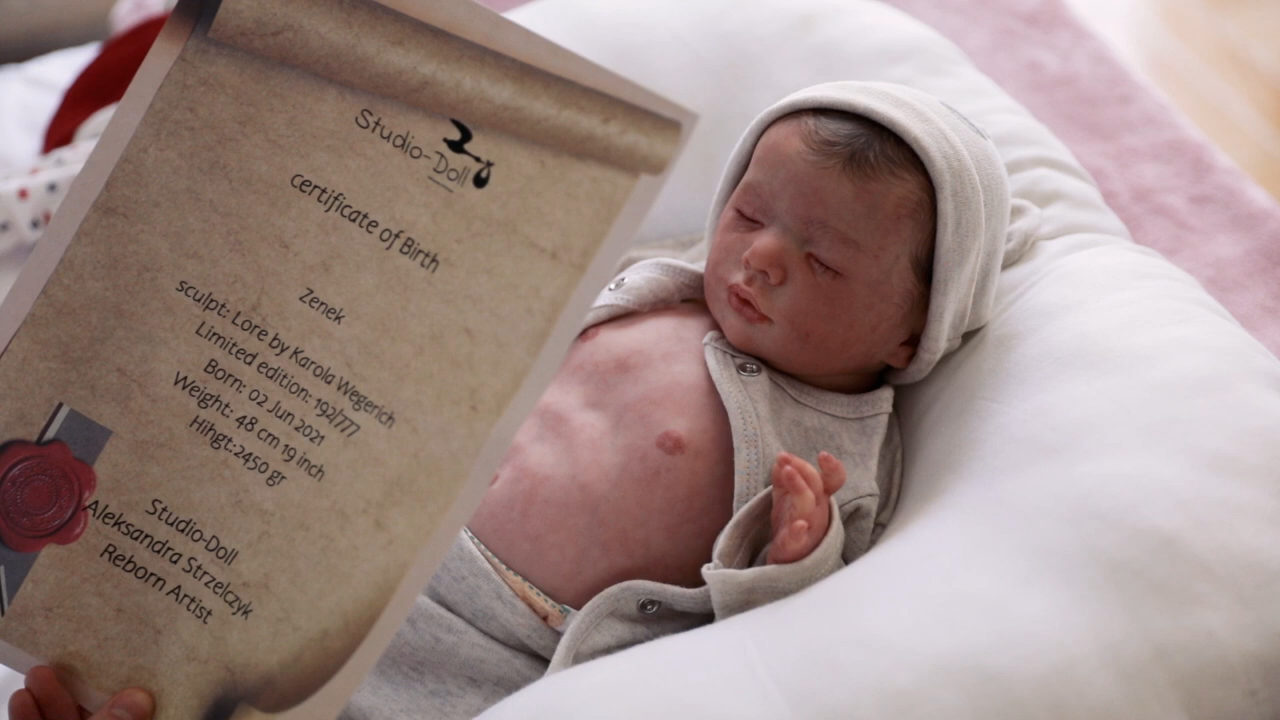 Studio-Doll
certificate of Birth
Zenek
sculpt: Lore by Karola Wegerich
Limited edition: 192/777
Born: 02 Jun 2021
Weight: 48 cm 19 inch
Hihgt:2450 gr
Studio-Doll
Aleksandra Strzelczyk
Reborn Artist